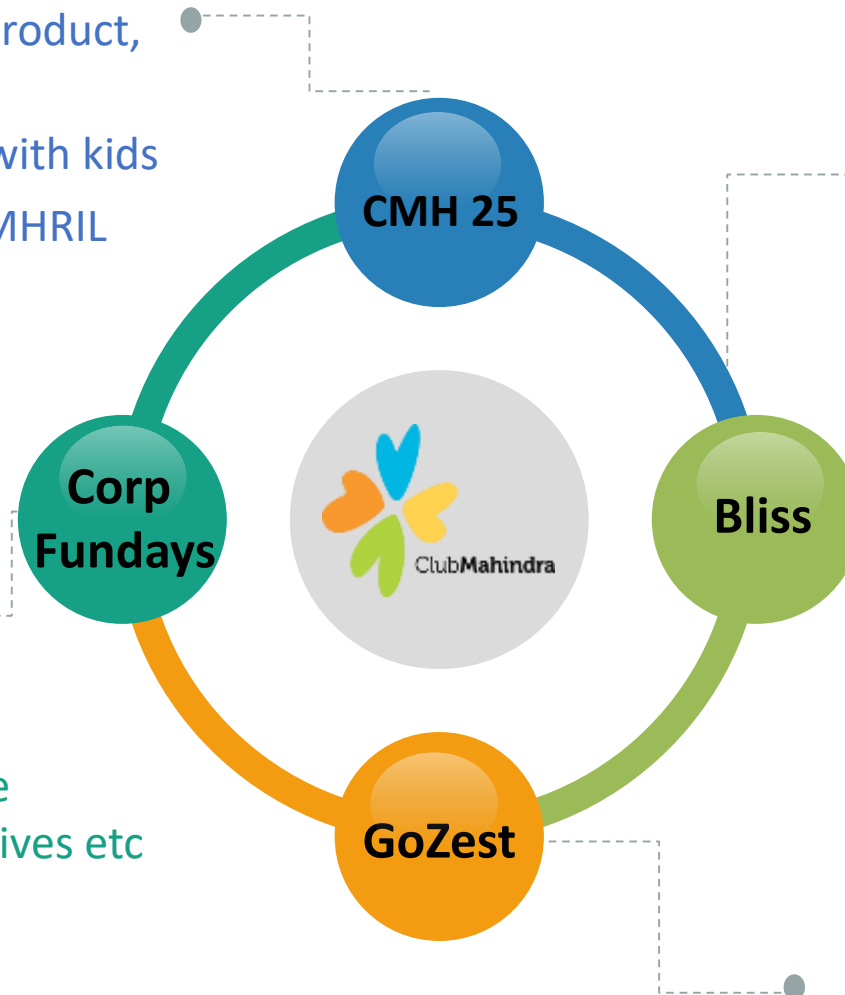 roduct,
with kids
MHRIL
CMH 25
Corp
Fundays
ClubMahindra
Bliss
e
ives etc
GoZest